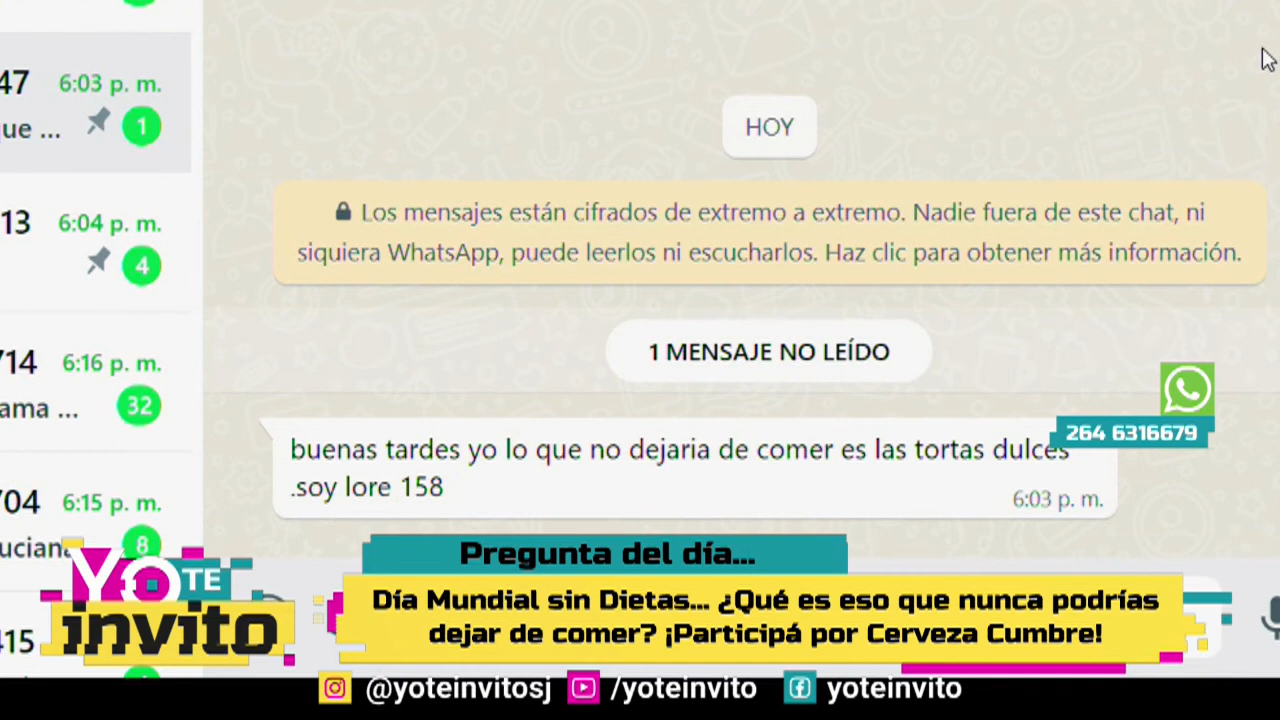 47
6:03 p. m.
que ...
1
13
6:04 p. m.
4
714
6:16 p. m.
ama ...
32
704
6:15 p. m.
uciana
8
415
HOY
Los mensajes están cifrados de extremo a extremo. Nadie fuera de este chat, ni
siquiera WhatsApp, puede leerlos ni escucharlos. Haz clic para obtener más información.
1 MENSAJE NO LEÍDO
buenas tardes yo lo que no dejaria de comer es las tortas dulces
.soy lore 158
6:03 p. m.
264 6316679
YO TE
invito
Pregunta del día...
Día Mundial sin Dietas... ¿Qué es eso que nunca podrías
dejar de comer? ¡Participá por Cerveza Cumbre!
@yoteinvitosj
/yoteinvito
yoteinvito